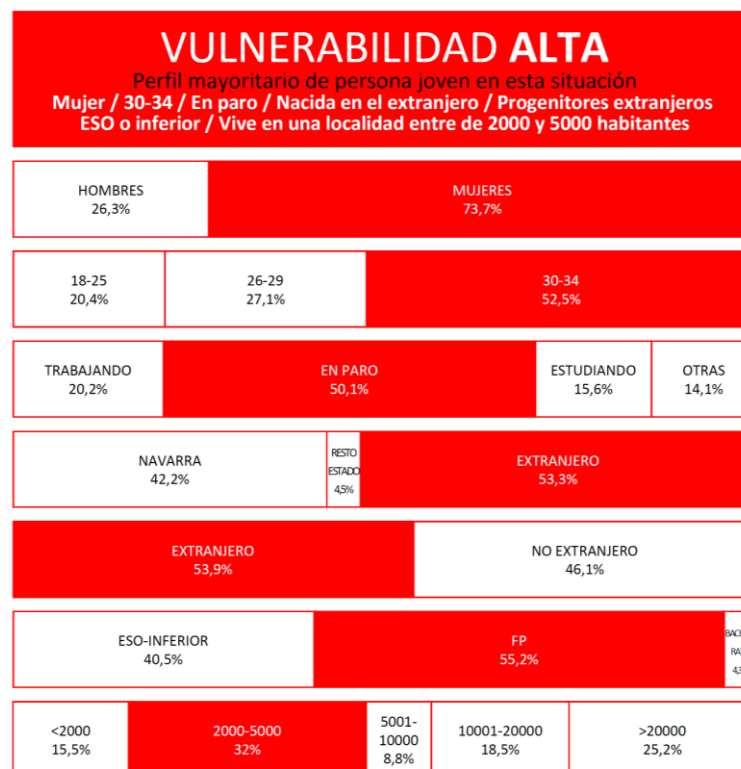 VULNERABILIDAD ALTA
Perfil mayoritario de persona joven en esta situación
Mujer / 30-34 / En paro / Nacida en el extranjero / Progenitores extranjeros
ESO o inferior / Vive en una localidad entre de 2000 y 5000 habitantes
HOMBRES
26,3%
MUJERES
73,7%
18-25
20,4%
26-29
27,1%
30-34
52,5%
TRABAJANDO
20,2%
EN PARO
50,1%
ESTUDIANDO
15,6%
OTRAS
14,1%
NAVARRA
42,2%
RESTO
ESTADO
4,5%
EXTRANJERO
53,3%
EXTRANJERO
53,9%
NO EXTRANJERO
46,1%
ESO-INFERIOR
40,5%
FP
55,2%
<2000
15,5%
2000-5000
32%
5001-
10000
8,8%
10001-20000
18,5%
>20000
25,2%